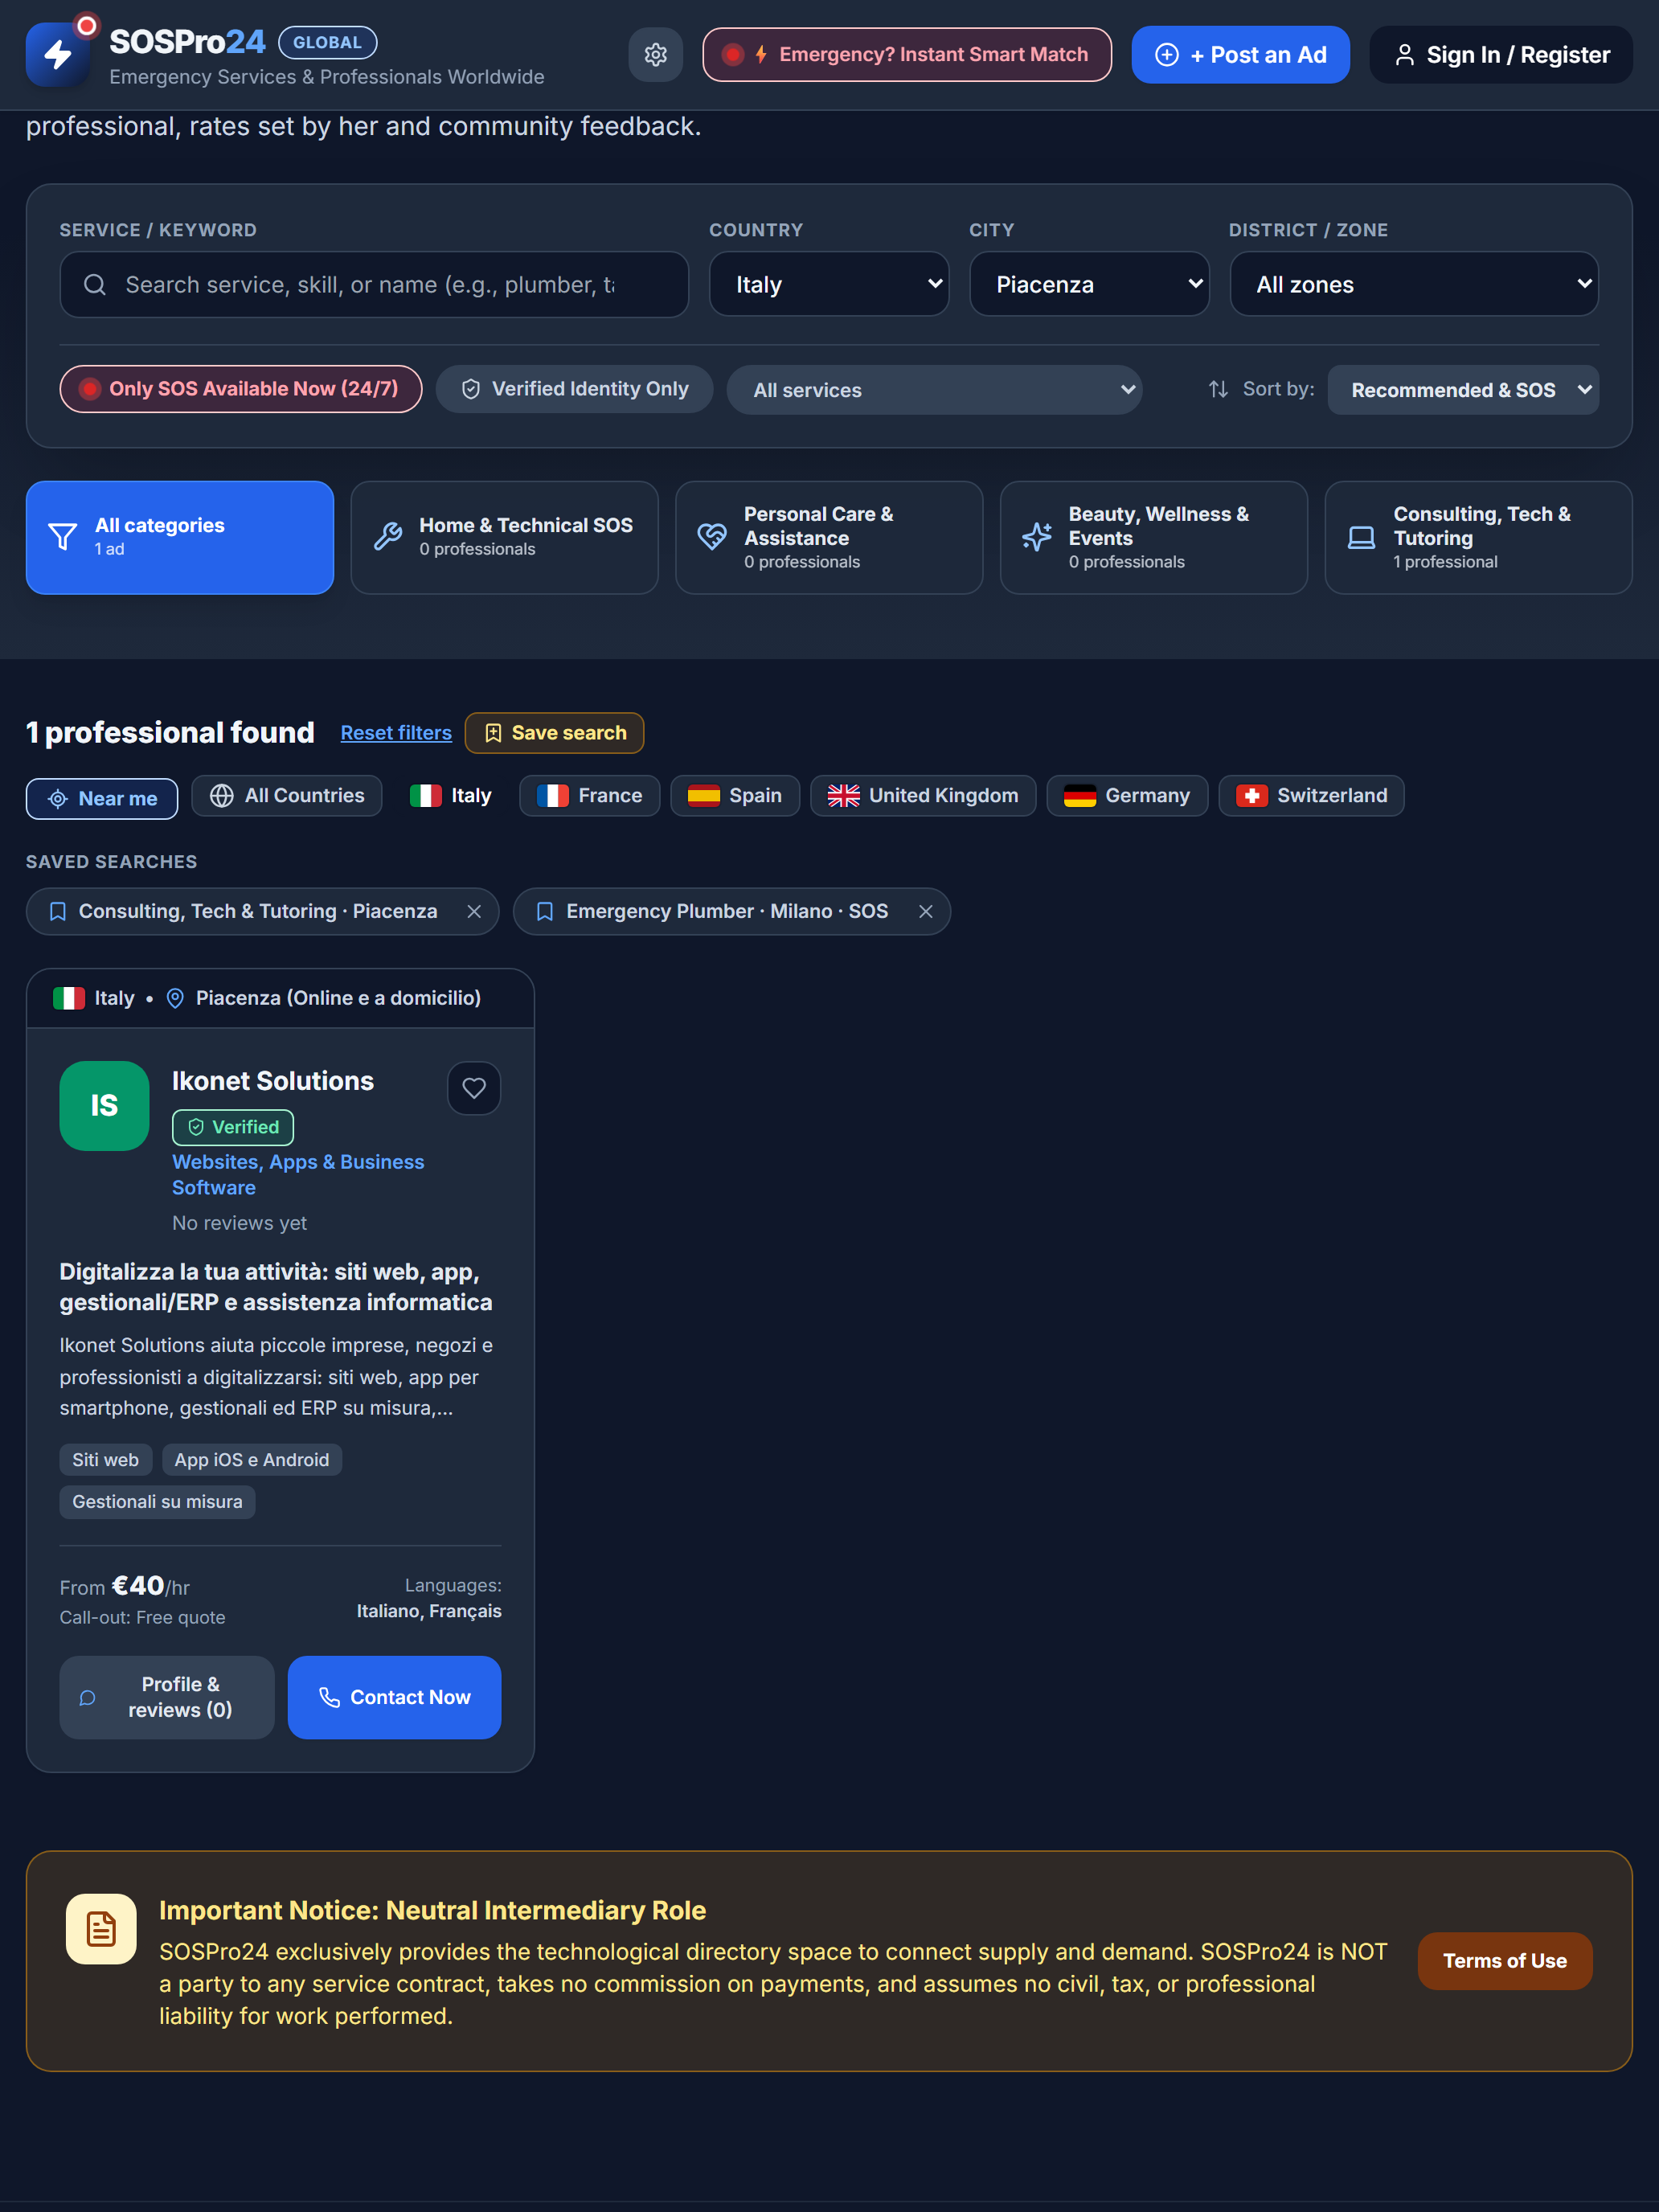 SOSPro24 GLOBAL
Emergency Services & Professionals Worldwide
Emergency? Instant Smart Match
+ Post an Ad
Sign In / Register
professional, rates set by her and community feedback.
SERVICE / KEYWORD
COUNTRY
CITY
DISTRICT / ZONE
Search service, skill, or name (e.g., plumber,
Italy
Piacenza
All zones
Only SOS Available Now (24/7)
Verified Identity Only
All services
Sort by:
Recommended & SOS
All categories
1 ad
Home & Technical SOS
0 professionals
Personal Care &
Assistance
0 professionals
Beauty, Wellness &
Events
0 professionals
Consulting, Tech &
Tutoring
1 professional
1 professional found
Reset filters
Save search
Near me
All Countries
Italy
France
Spain
United Kingdom
Germany
Switzerland
SAVED SEARCHES
Consulting, Tech & Tutoring · Piacenza
Emergency Plumber · Milano · SOS
Italy • Piacenza (Online e a domicilio)
IS
Ikonet Solutions
Verified
Websites, Apps & Business
Software
No reviews yet
Digitalizza la tua attività: siti web, app,
gestionali/ERP e assistenza informatica
Ikonet Solutions aiuta piccole imprese, negozi e
professionisti a digitalizzarsi: siti web, app per
smartphone, gestionali ed ERP su misura,...
Siti web
App iOS e Android
Gestionali su misura
From €40/hr
Call-out: Free quote
Languages:
Italiano, Français
Profile &
reviews (0)
Contact Now
Important Notice: Neutral Intermediary Role
SOSPro24 exclusively provides the technological directory space to connect supply and demand. SOSPro24 is NOT
a party to any service contract, takes no commission on payments, and assumes no civil, tax, or professional
liability for work performed.
Terms of Use